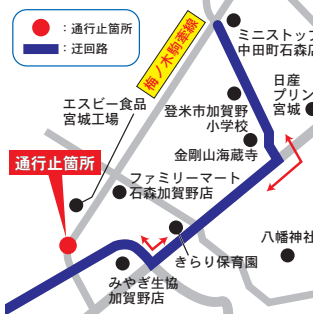 ：通行止箇所
：迂回路
梅ノ木駒牽線
ミニストップ
中田町石森店
日産
プリン
宮城
エスビー食品
宮城工場
登米市加賀野
小学校
金剛山海蔵寺
通行止箇所
ファミリーマート
石森加賀野店
八幡神社
きらり保育園
みやぎ生協
加賀野店